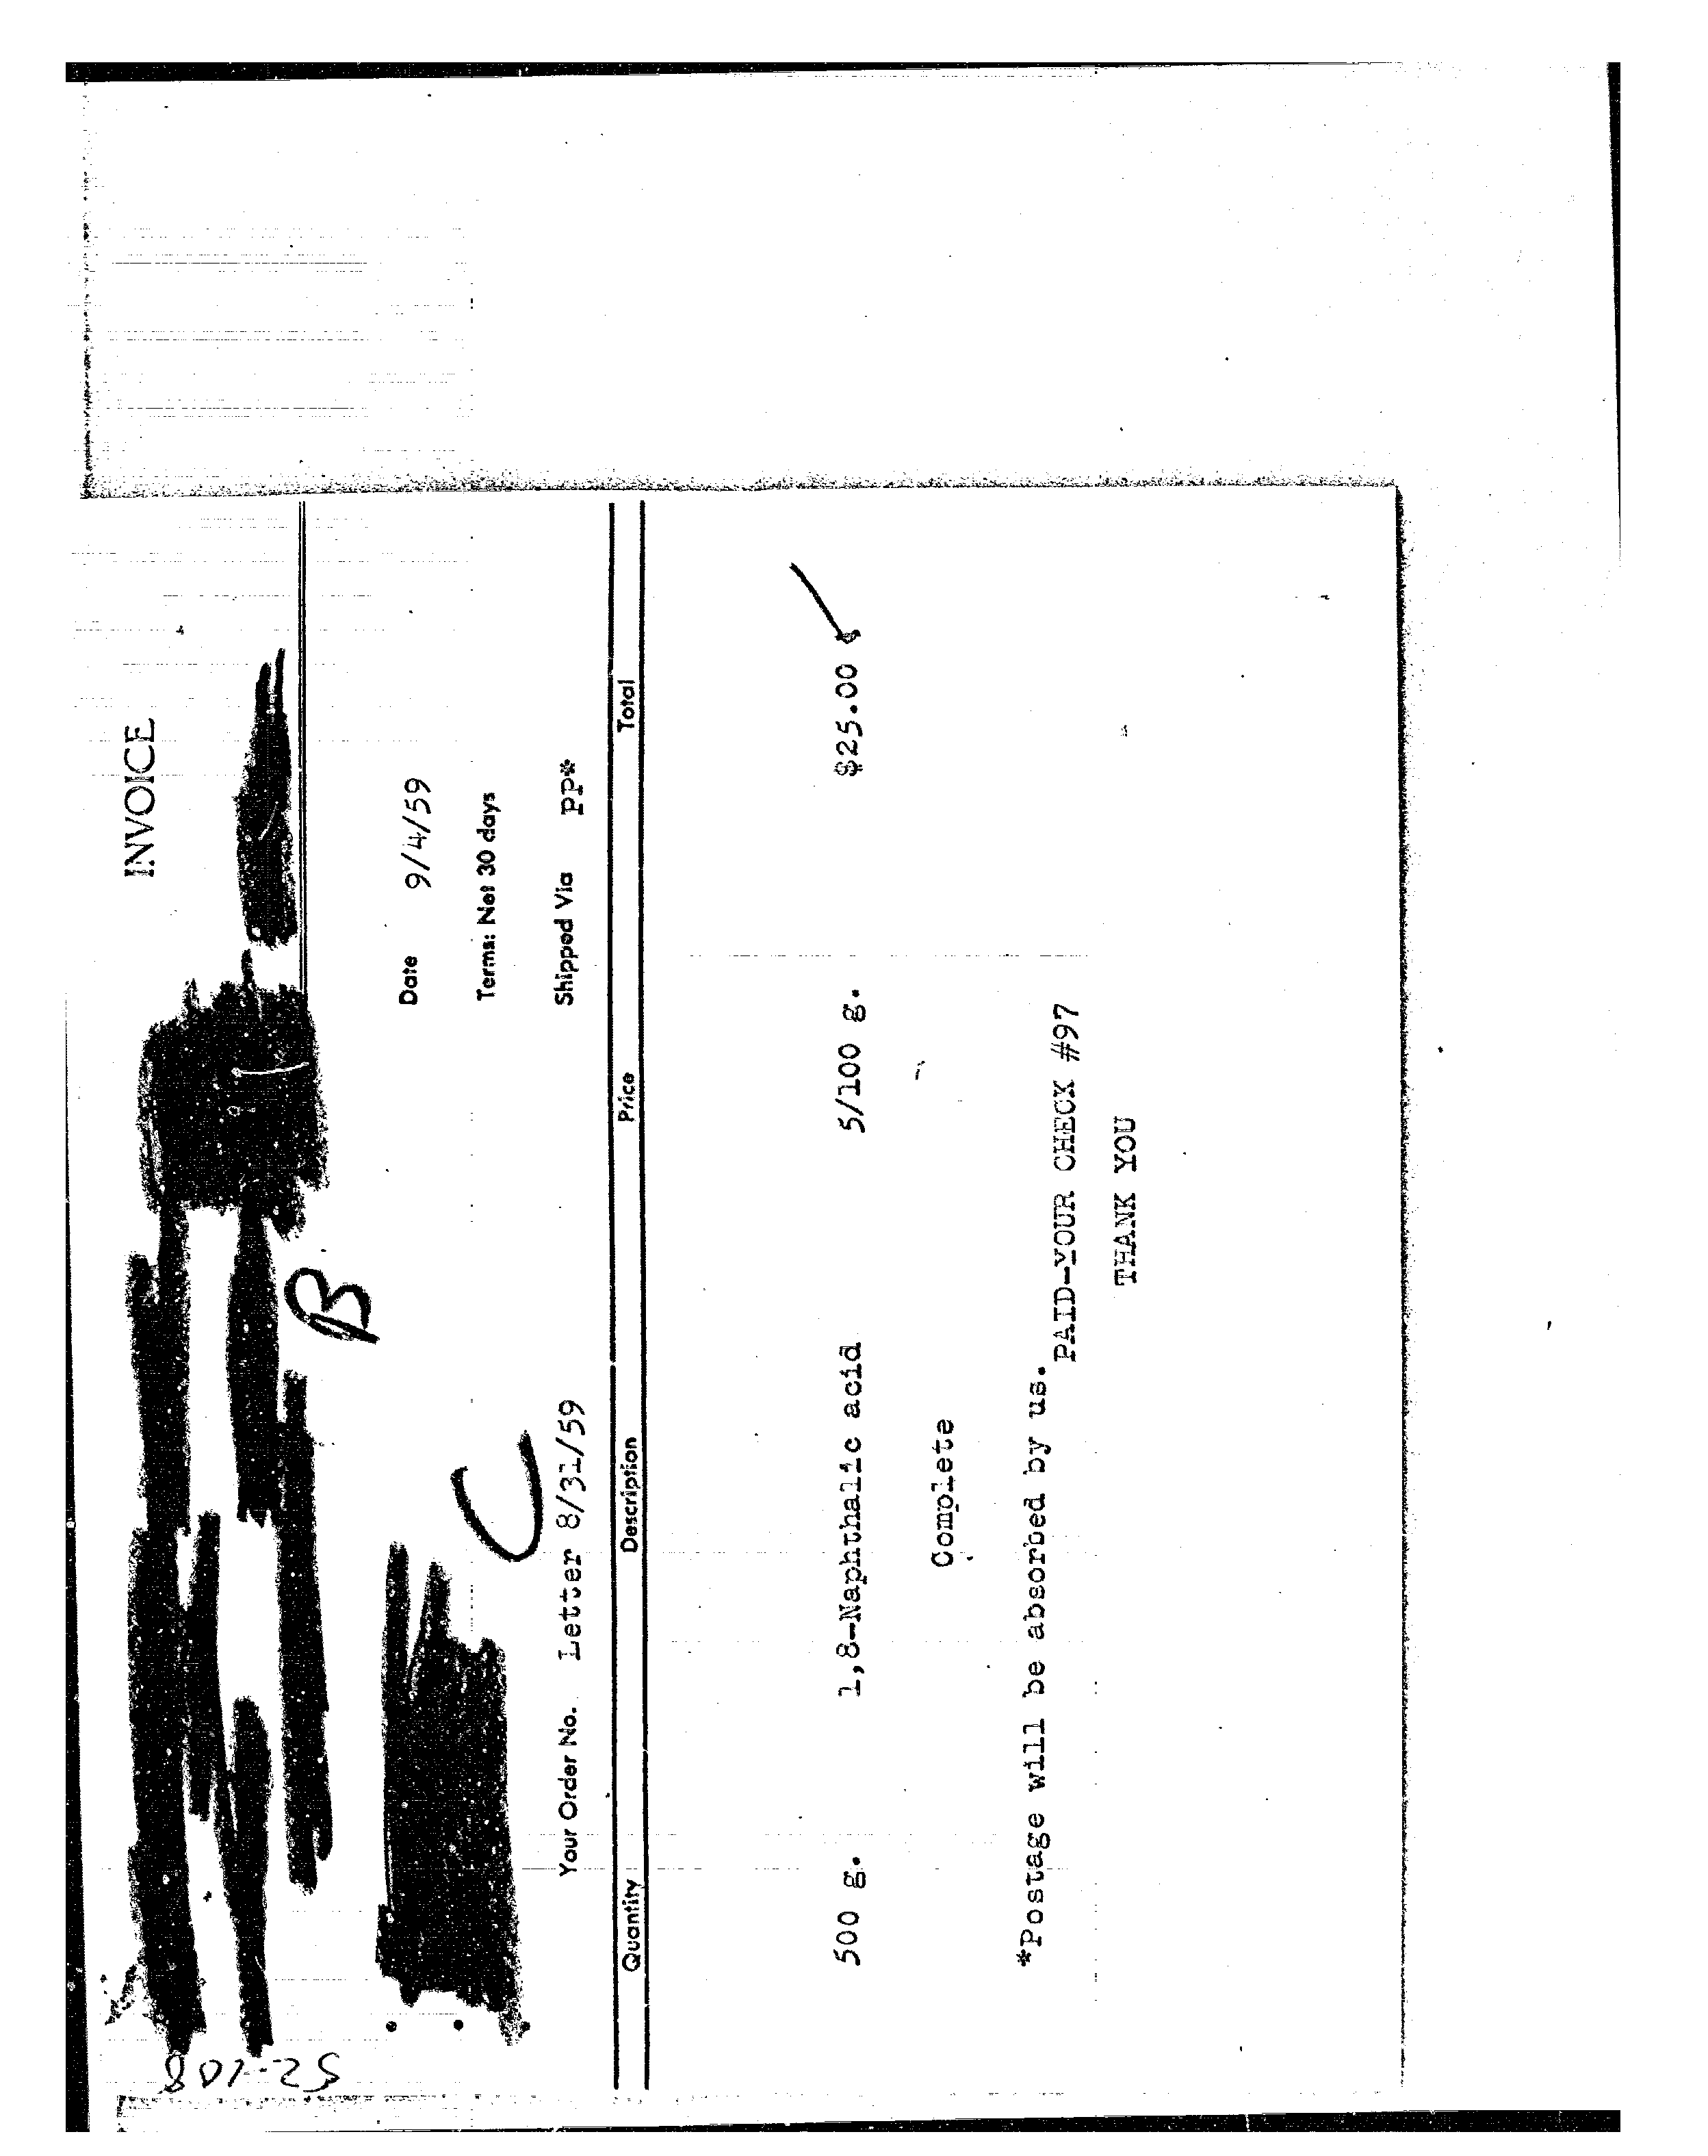 INVOICE
B
Date 9/4/59
C
Terms: Net 30 days
Your Order No. Letter 8/31/59 Shipped Via PP*
Quantity Description Price Total
500 g. 1,8-Naphthalic acid 5/100 g. $25.00
Complete
*Postage will be absorbed by us.
PAID-YOUR CHECK #97
THANK YOU
52-108